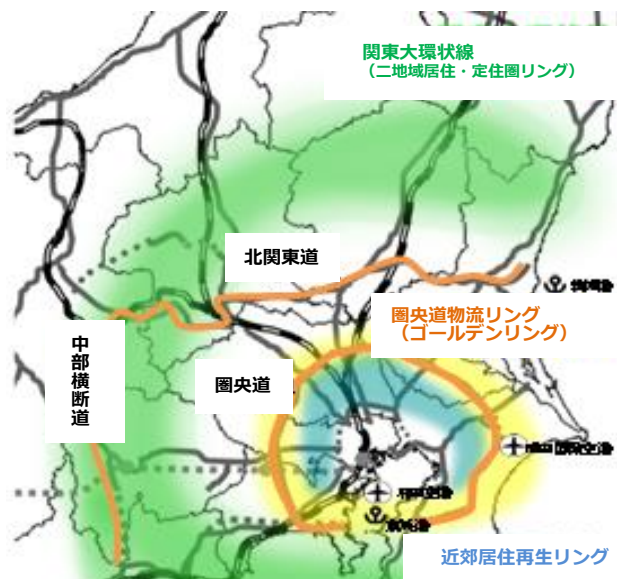 関東大環状線
（二地域居住・定住圏リング）
北関東道
圏央道物流リング
（ゴールデンリング）
中部横断道
圏央道
近郊居住再生リング